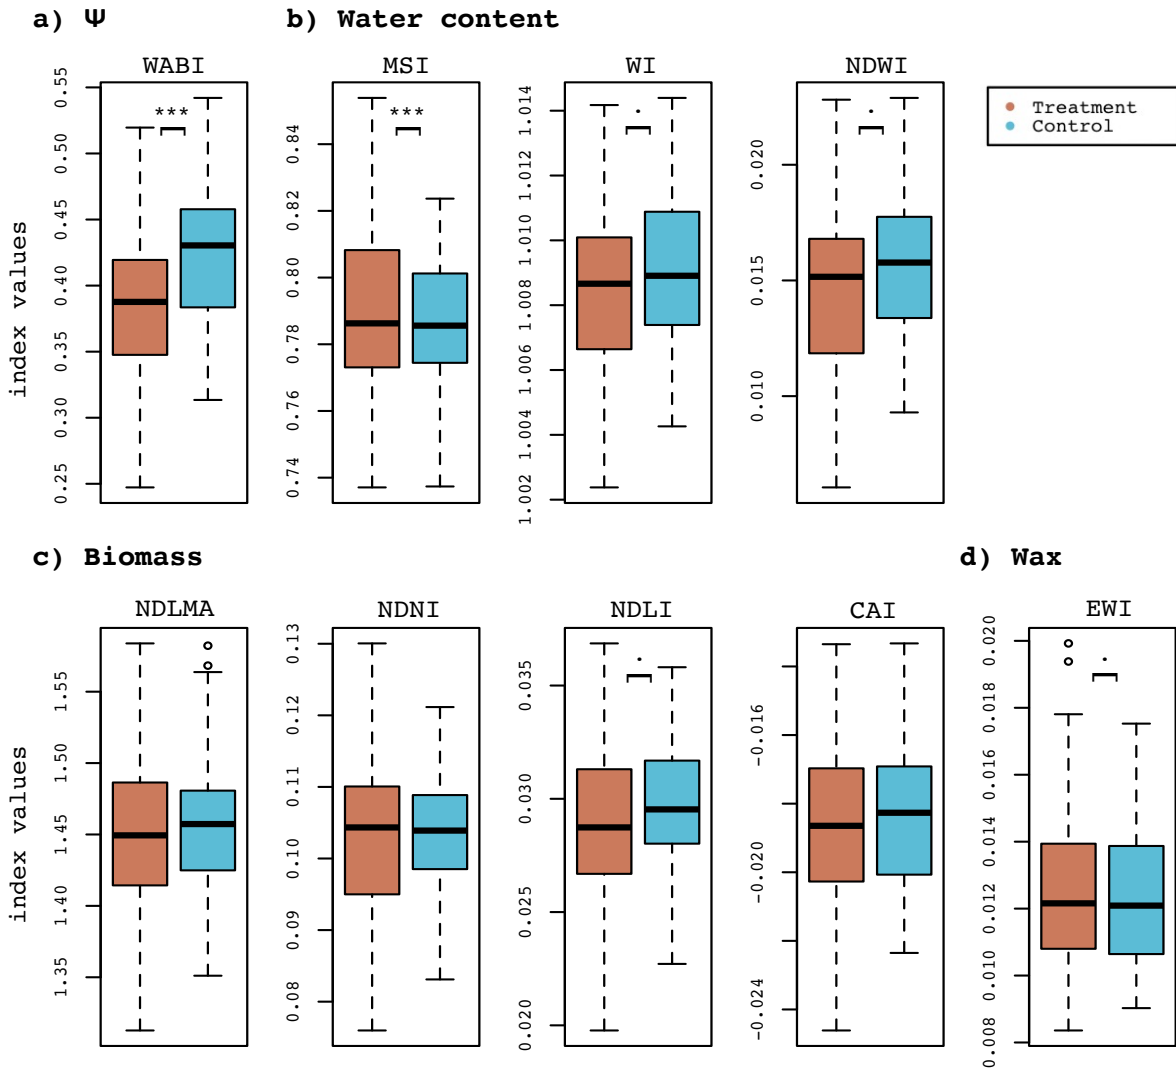 a) Ψ
b) Water content
WABI
MSI
WI
NDWI
Treatment
Control
index values
0.25 0.30 0.35 0.40 0.45 0.50 0.55
***
0.74 0.76 0.78 0.80 0.82 0.84
***
1.002 1.004 1.006 1.008 1.010 1.012 1.014
.
0.010 0.015 0.020
.
c) Biomass
d) Wax
NDLMA
NDNI
NDLI
CAI
EWI
index values
1.35 1.40 1.45 1.50 1.55
0.08 0.09 0.10 0.11 0.12 0.13
0.020 0.025 0.030 0.035
.
-0.024 -0.020 -0.016
0.008 0.010 0.012 0.014 0.016 0.018 0.020
.